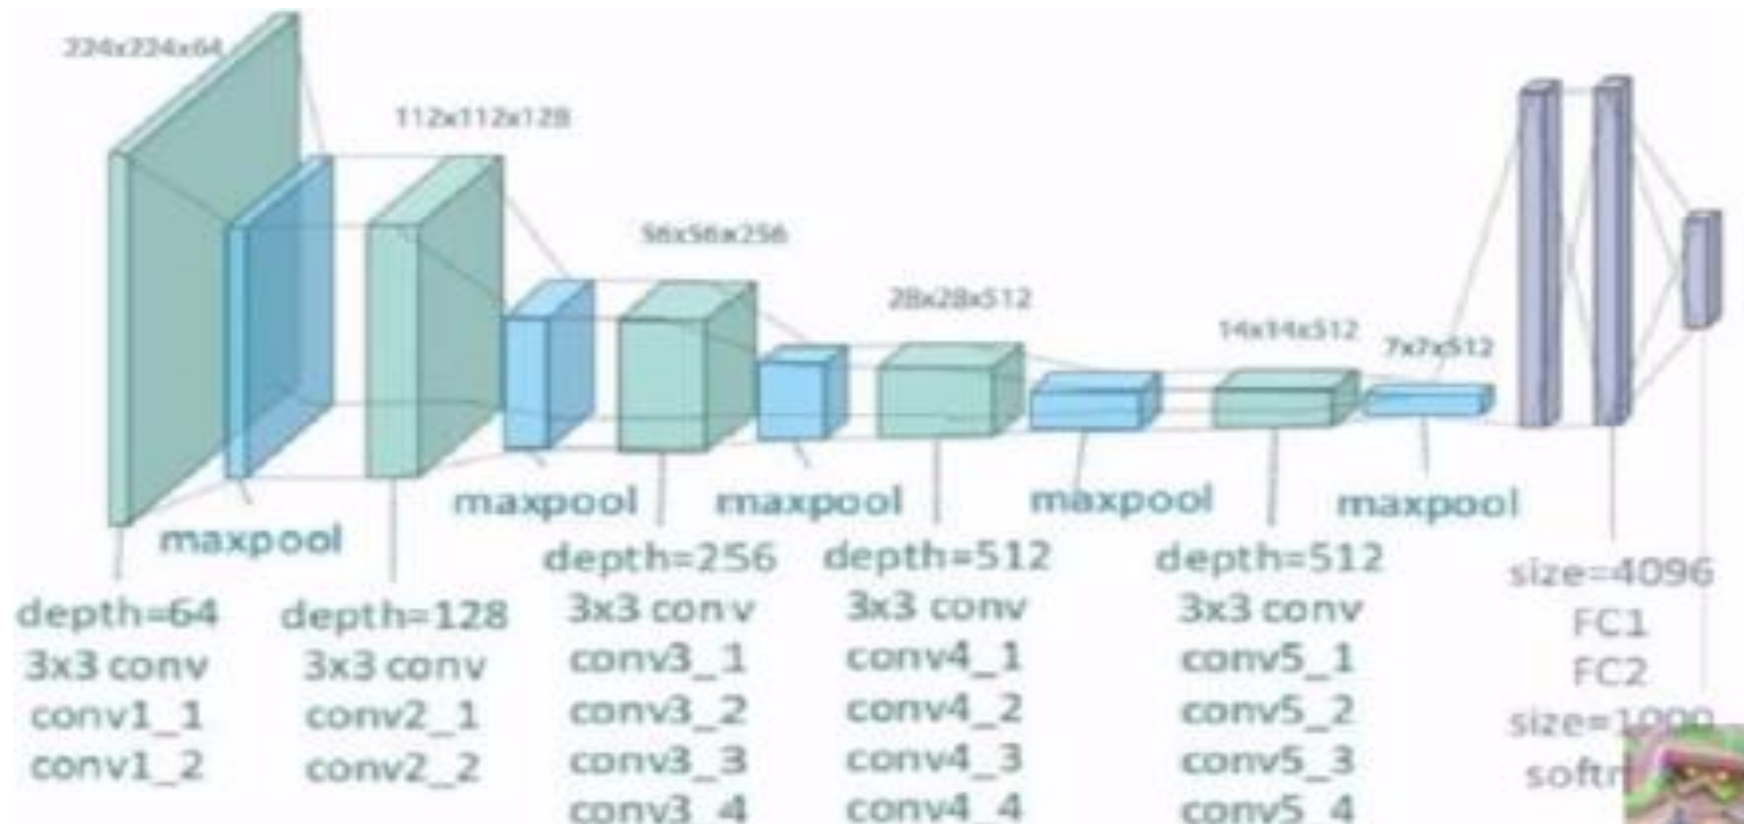 224x224x64
112x112x128
56x56x256
28x28x512
14x14x512
7x7x512
maxpool
maxpool
maxpool
maxpool
maxpool
depth=64
3x3 conv
conv1_1
conv1_2
depth=128
3x3 conv
conv2_1
conv2_2
depth=256
3x3 conv
conv3_1
conv3_2
conv3_3
conv3_4
depth=512
3x3 conv
conv4_1
conv4_2
conv4_3
conv4_4
depth=512
3x3 conv
conv5_1
conv5_2
conv5_3
conv5_4
size=4096
FC1
FC2
size=1000